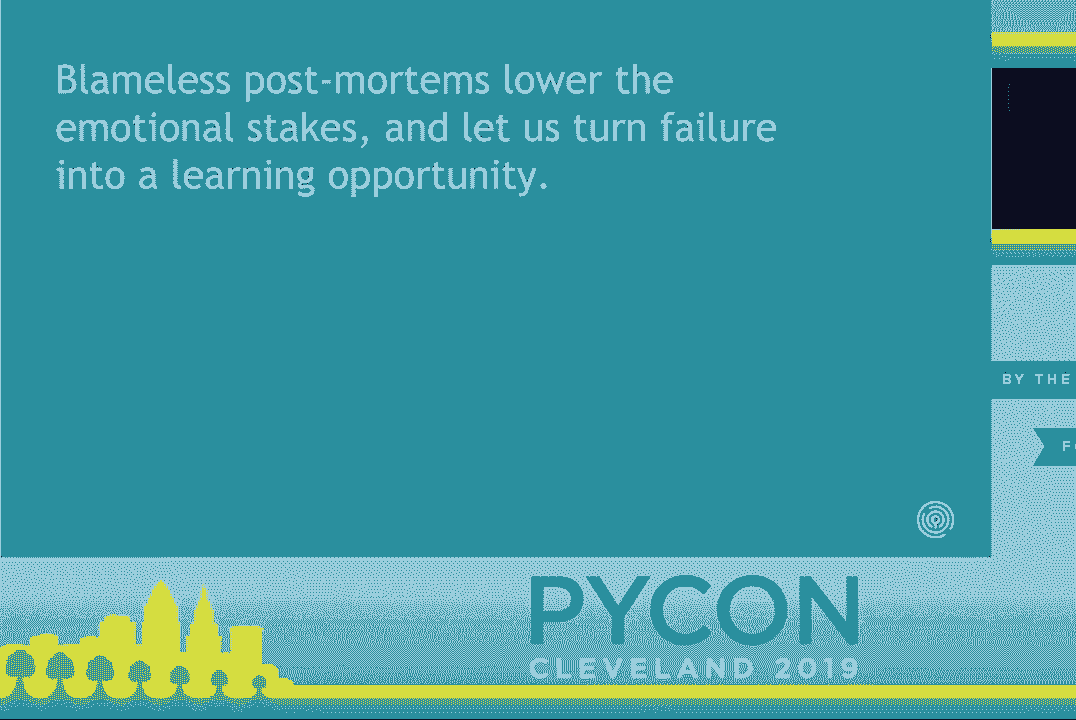 Blameless post-mortems lower the
emotional stakes, and let us turn failure
into a learning opportunity.
BY THE
PYCON
CLEVELAND 2019